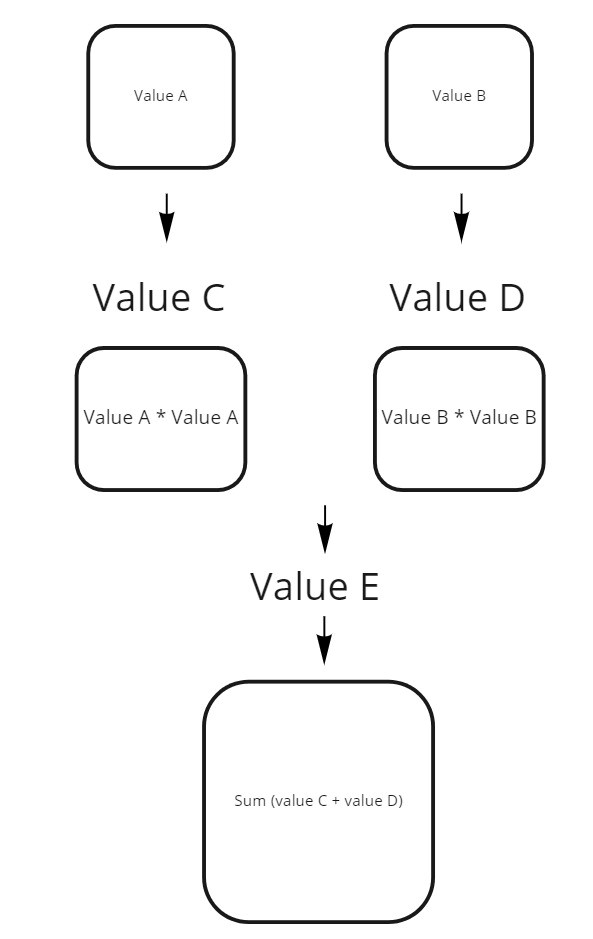 Value A
Value B
Value C
Value D
Value A * Value A
Value B * Value B
Value E
Sum (value C + value D)